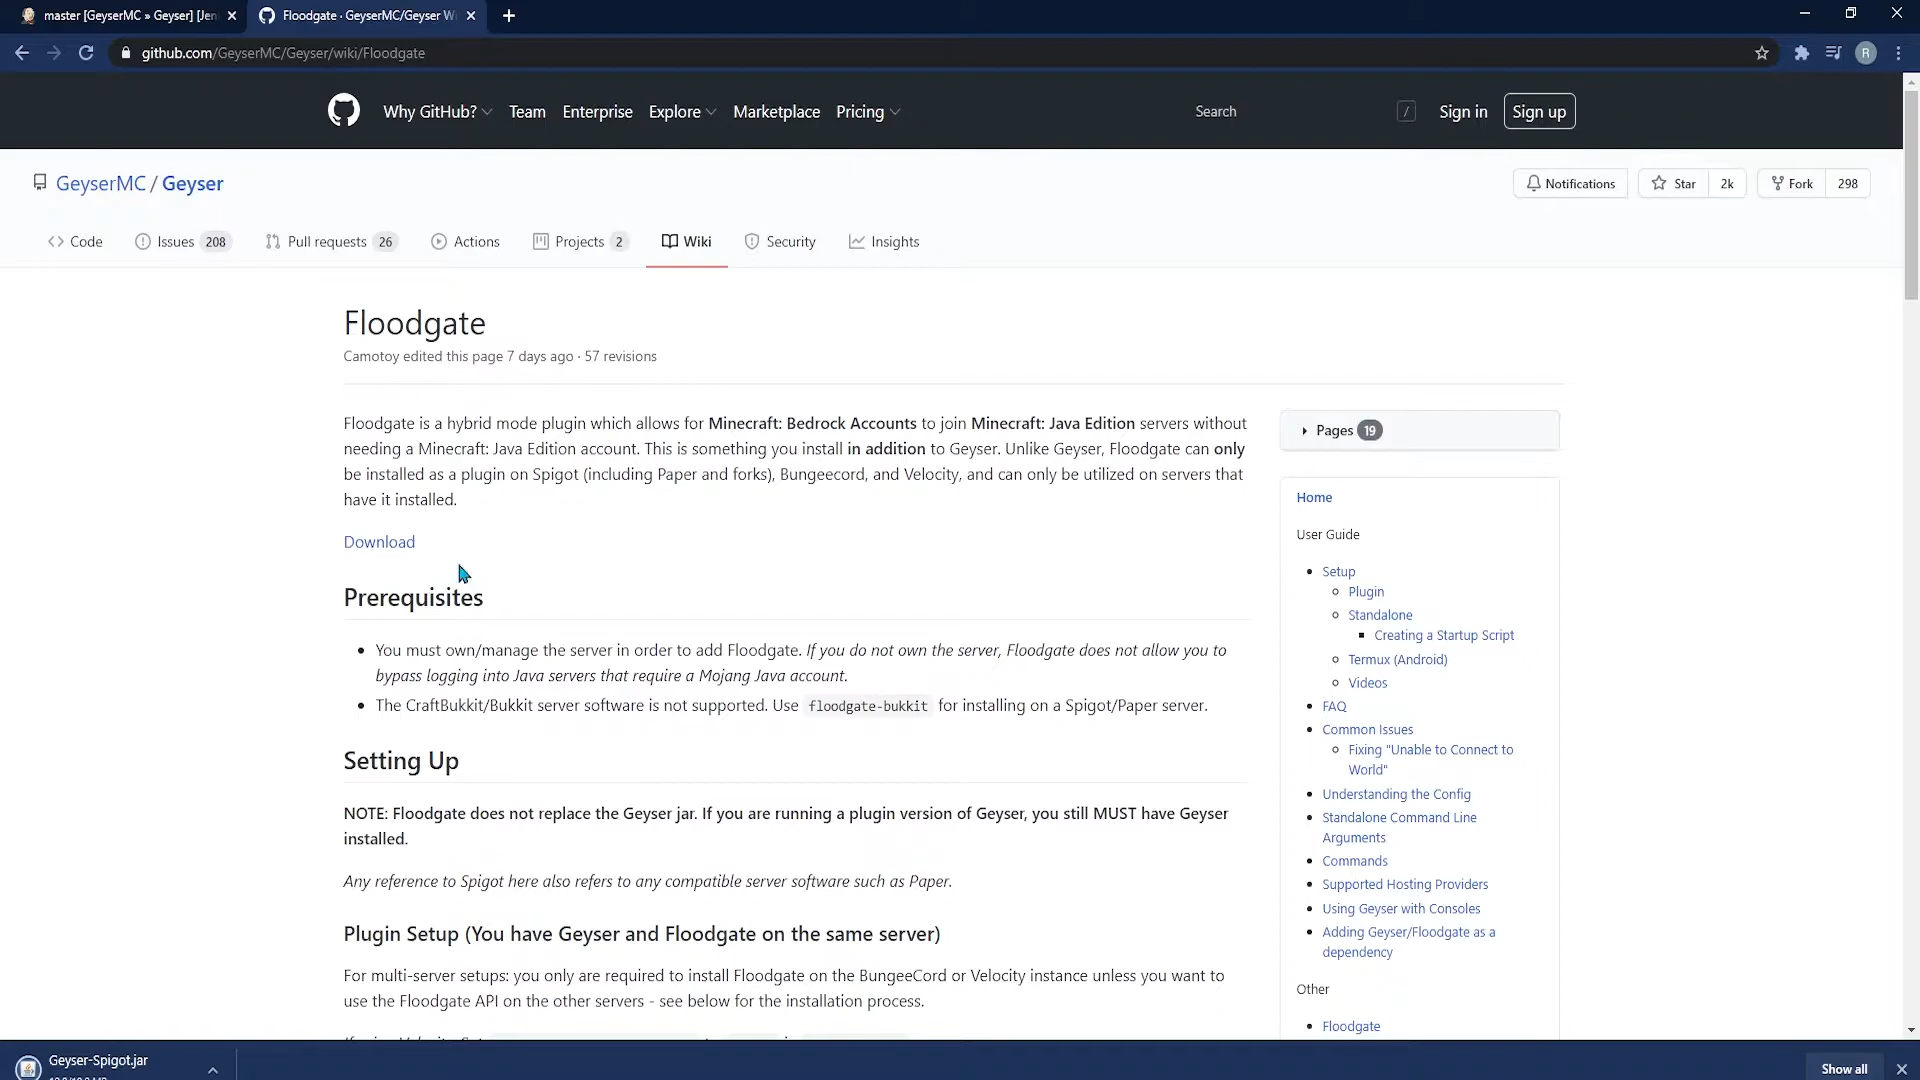 master [GeyserMC » Geyser] [Jen
Floodgate · GeyserMC/Geyser W
github.com/GeyserMC/Geyser/wiki/Floodgate
R
Why GitHub?
Team
Enterprise
Explore
Marketplace
Pricing
Search
/
Sign in
Sign up
GeyserMC / Geyser
Notifications
Star 2k
Fork 298
Code
Issues 208
Pull requests 26
Actions
Projects 2
Wiki
Security
Insights
Floodgate
Camotoy edited this page 7 days ago · 57 revisions
Floodgate is a hybrid mode plugin which allows for Minecraft: Bedrock Accounts to join Minecraft: Java Edition servers without
needing a Minecraft: Java Edition account. This is something you install in addition to Geyser. Unlike Geyser, Floodgate can only
be installed as a plugin on Spigot (including Paper and forks), Bungeecord, and Velocity, and can only be utilized on servers that
have it installed.
Download
Prerequisites
• You must own/manage the server in order to add Floodgate. If you do not own the server, Floodgate does not allow you to
bypass logging into Java servers that require a Mojang Java account.
• The CraftBukkit/Bukkit server software is not supported. Use floodgate-bukkit for installing on a Spigot/Paper server.
Setting Up
NOTE: Floodgate does not replace the Geyser jar. If you are running a plugin version of Geyser, you still MUST have Geyser
installed.
Any reference to Spigot here also refers to any compatible server software such as Paper.
Plugin Setup (You have Geyser and Floodgate on the same server)
For multi-server setups: you only are required to install Floodgate on the BungeeCord or Velocity instance unless you want to
use the Floodgate API on the other servers - see below for the installation process.
Pages 19
Home
User Guide
Setup
Plugin
Standalone
Creating a Startup Script
Termux (Android)
Videos
FAQ
Common Issues
Fixing "Unable to Connect to
World"
Understanding the Config
Standalone Command Line
Arguments
Commands
Supported Hosting Providers
Using Geyser with Consoles
Adding Geyser/Floodgate as a
dependency
Other
Floodgate
Geyser-Spigot.jar
Show all